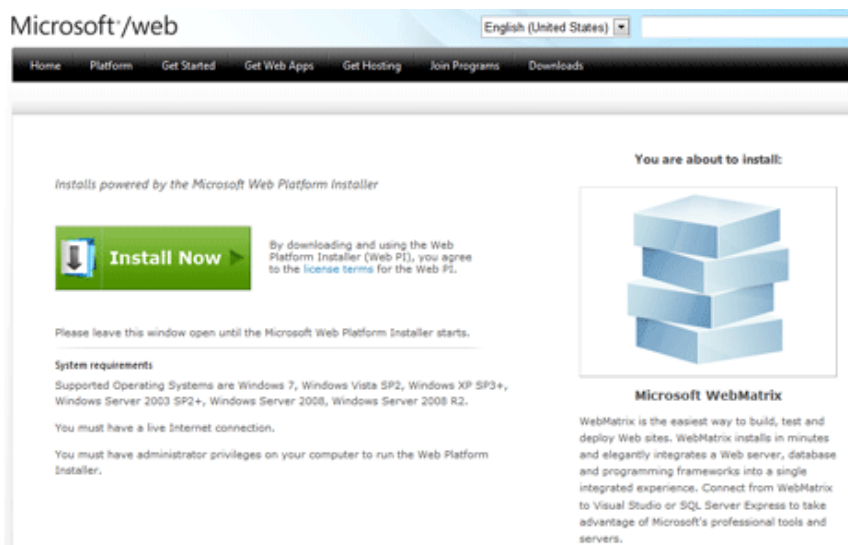 Microsoft®/web
English (United States)
Home Platform Get Started Get Web Apps Get Hosting Join Programs Downloads
Installs powered by the Microsoft Web Platform Installer
Install Now
By downloading and using the Web
Platform Installer (Web PI), you agree
to the license terms for the Web PI.
Please leave this window open until the Microsoft Web Platform Installer starts.
System requirements
Supported Operating Systems are Windows 7, Windows Vista SP2, Windows XP SP3+,
Windows Server 2003 SP2+, Windows Server 2008, Windows Server 2008 R2.
You must have a live Internet connection.
You must have administrator privileges on your computer to run the Web Platform
Installer.
You are about to install:
Microsoft WebMatrix
WebMatrix is the easiest way to build, test and
deploy Web sites. WebMatrix installs in minutes
and elegantly integrates a Web server, database
and programming frameworks into a single
integrated experience. Connect from WebMatrix
to Visual Studio or SQL Server Express to take
advantage of Microsoft's professional tools and
servers.